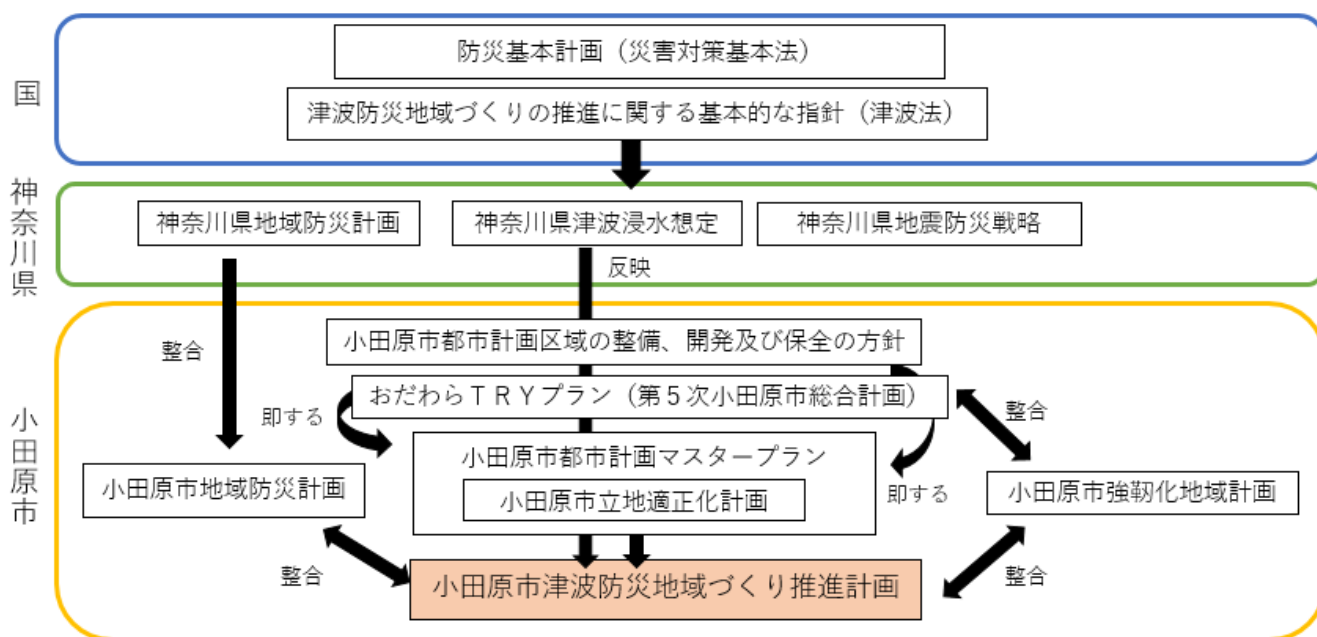 国
防災基本計画（災害対策基本法）
津波防災地域づくりの推進に関する基本的な指針（津波法）
神奈川県
神奈川県地域防災計画
神奈川県津波浸水想定
神奈川県地震防災戦略
反映
小田原市
整合
小田原市都市計画区域の整備、開発及び保全の方針
おだわらＴＲＹプラン（第５次小田原市総合計画）
即する
整合
小田原市都市計画マスタープラン
小田原市地域防災計画
小田原市立地適正化計画
即する
小田原市強靭化地域計画
整合
小田原市津波防災地域づくり推進計画
整合